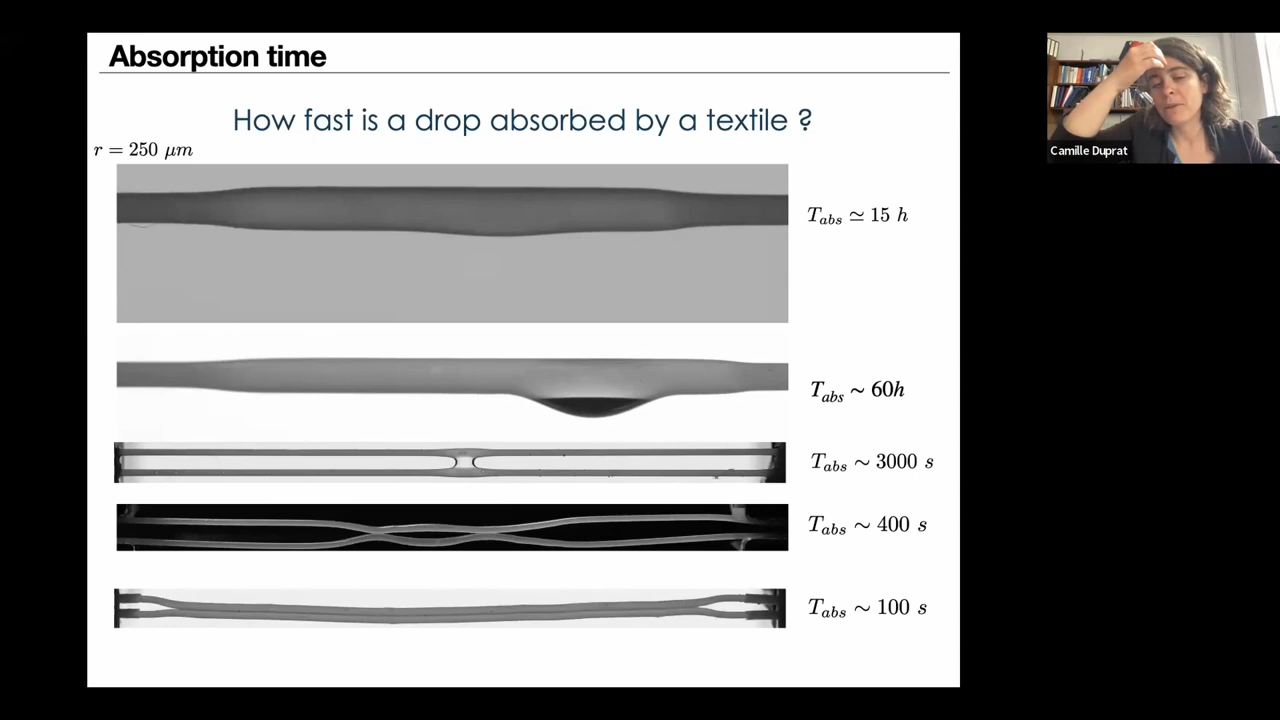 Absorption time
How fast is a drop absorbed by a textile ?
r = 250 μm
T_abs ≃ 15 h
T_abs ~ 60h
T_abs ~ 3000 s
T_abs ~ 400 s
T_abs ~ 100 s
Camille Duprat